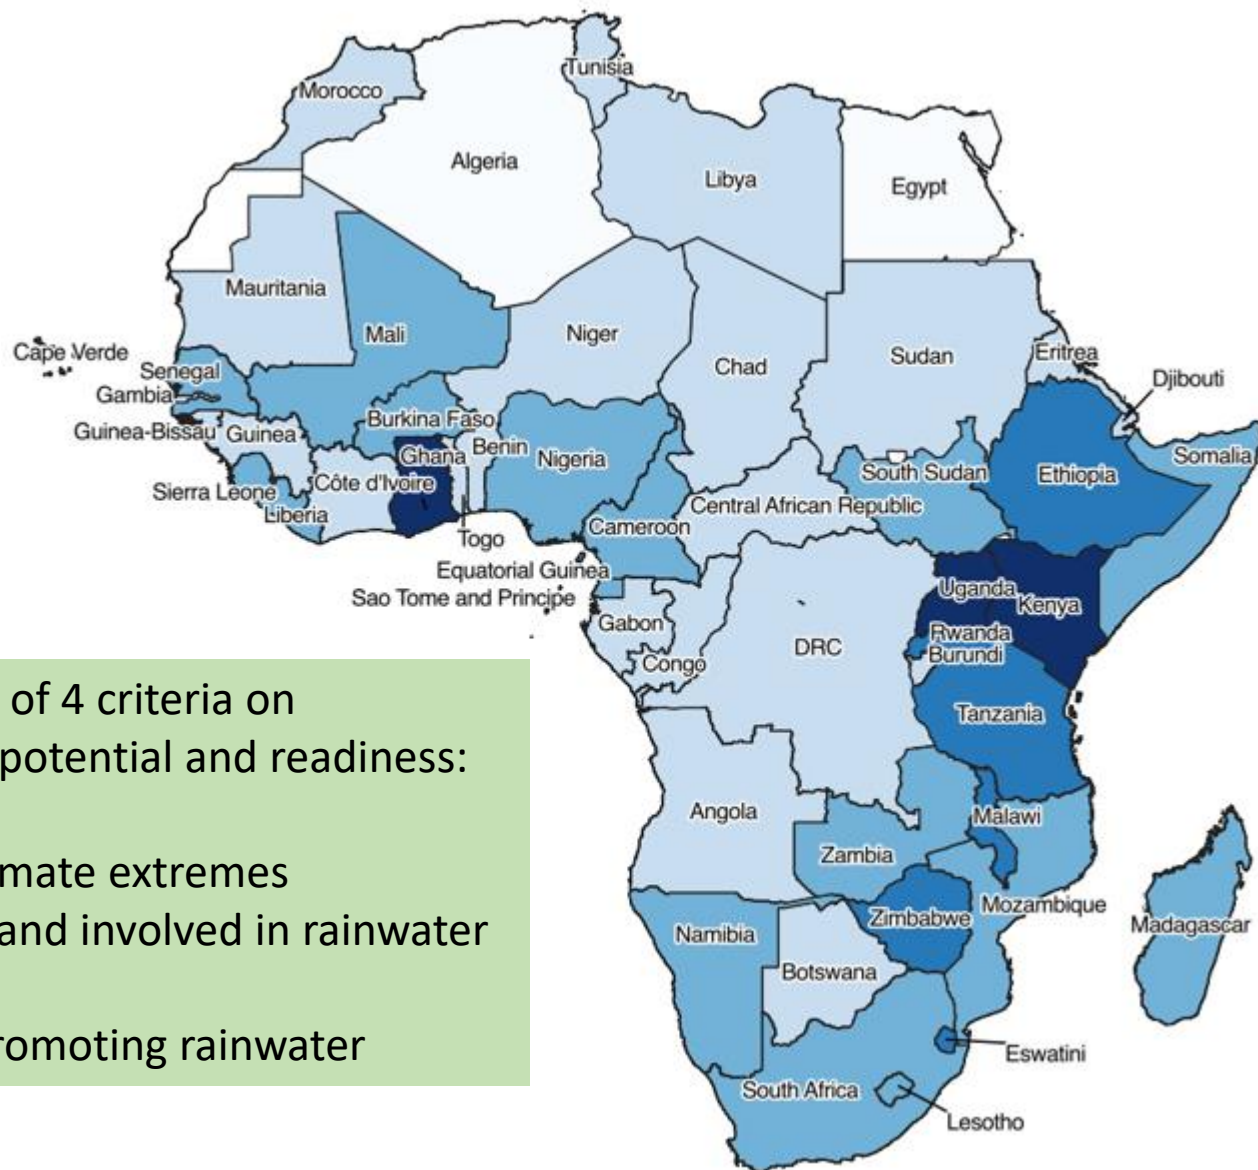 Tunisia
Morocco
Algeria
Libya
Egypt
Mauritania
Mali
Niger
Chad
Sudan
Eritrea
Cape Verde
Senegal
Gambia
Djibouti
Guinea-Bissau
Guinea
Burkina Faso
Benin
Ghana
Nigeria
South Sudan
Ethiopia
Somalia
Sierra Leone
Côte d'Ivoire
Liberia
Central African Republic
Cameroon
Togo
Equatorial Guinea
Sao Tome and Principe
Uganda
Kenya
Gabon
Rwanda
DRC
Burundi
Congo
Tanzania
of 4 criteria on
potential and readiness:
mate extremes
and involved in rainwater
romoting rainwater
Angola
Malawi
Zambia
Mozambique
Zimbabwe
Madagascar
Namibia
Botswana
Eswatini
South Africa
Lesotho